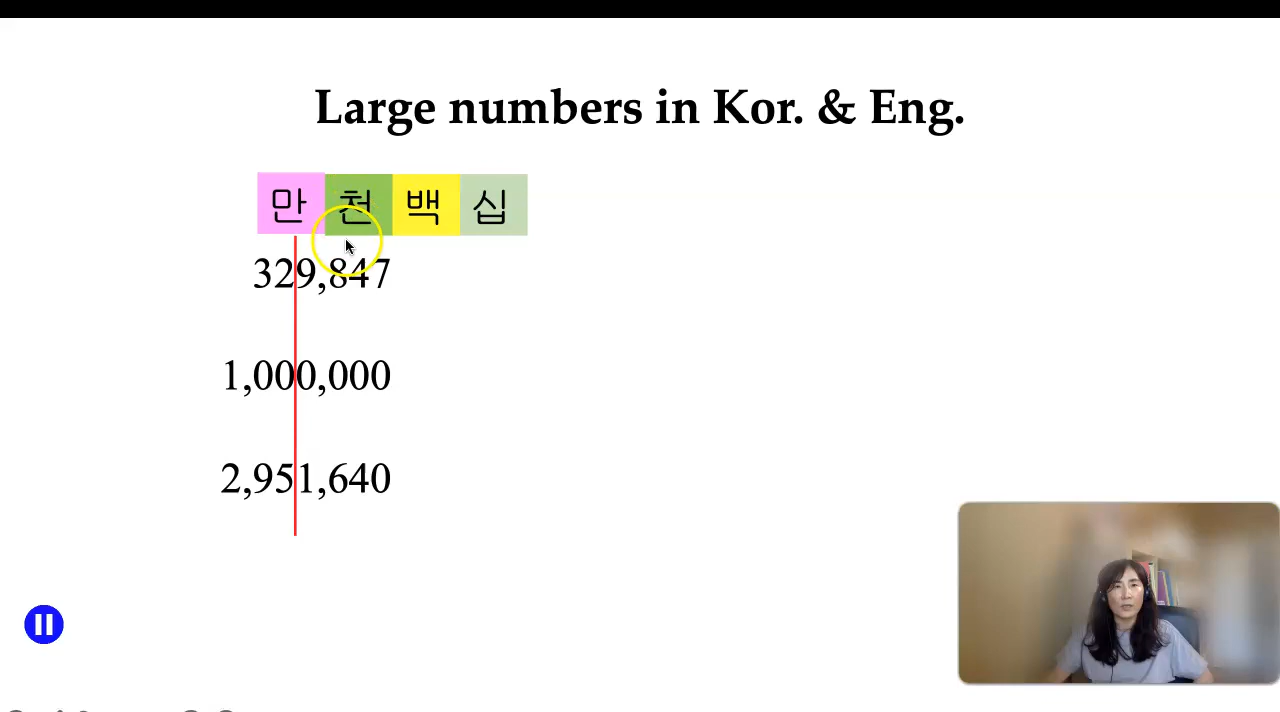 Large numbers in Kor. & Eng.
만 천 백 십
329,847
1,000,000
2,951,640